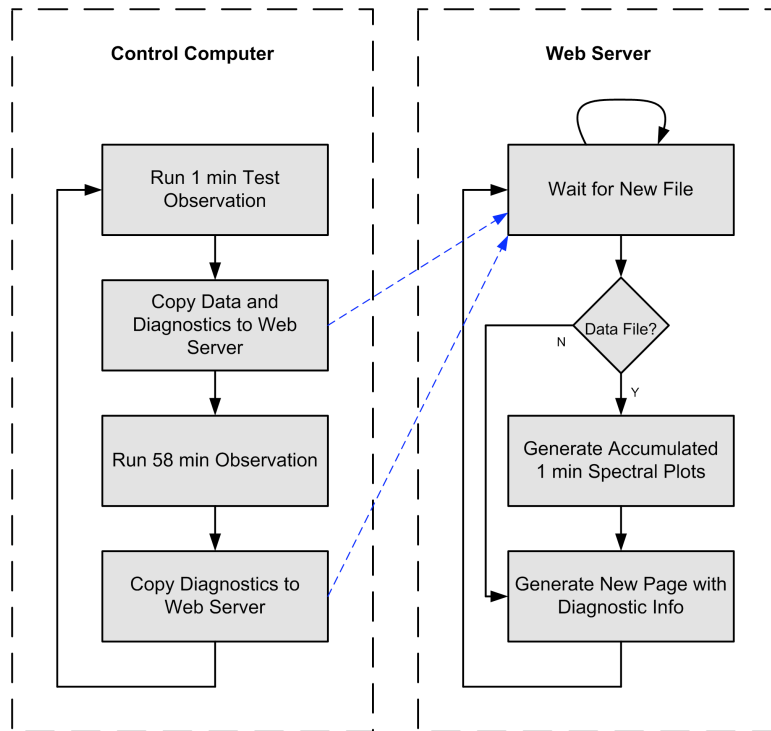 Control Computer
Run 1 min Test
Observation
Copy Data and
Diagnostics to Web
Server
Run 58 min Observation
Copy Diagnostics to
Web Server
Web Server
Wait for New File
Data File?
N
Y
Generate Accumulated
1 min Spectral Plots
Generate New Page with
Diagnostic Info